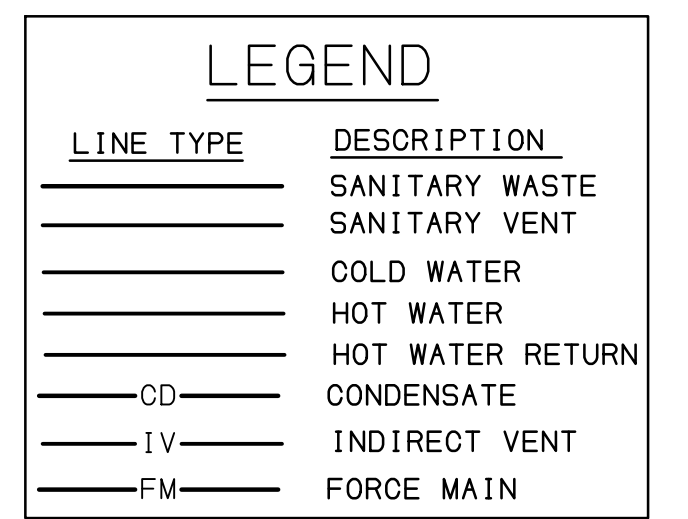 LEGEND
LINE TYPE DESCRIPTION
SANITARY WASTE
SANITARY VENT
COLD WATER
HOT WATER
HOT WATER RETURN
CD CONDENSATE
IV INDIRECT VENT
FM FORCE MAIN